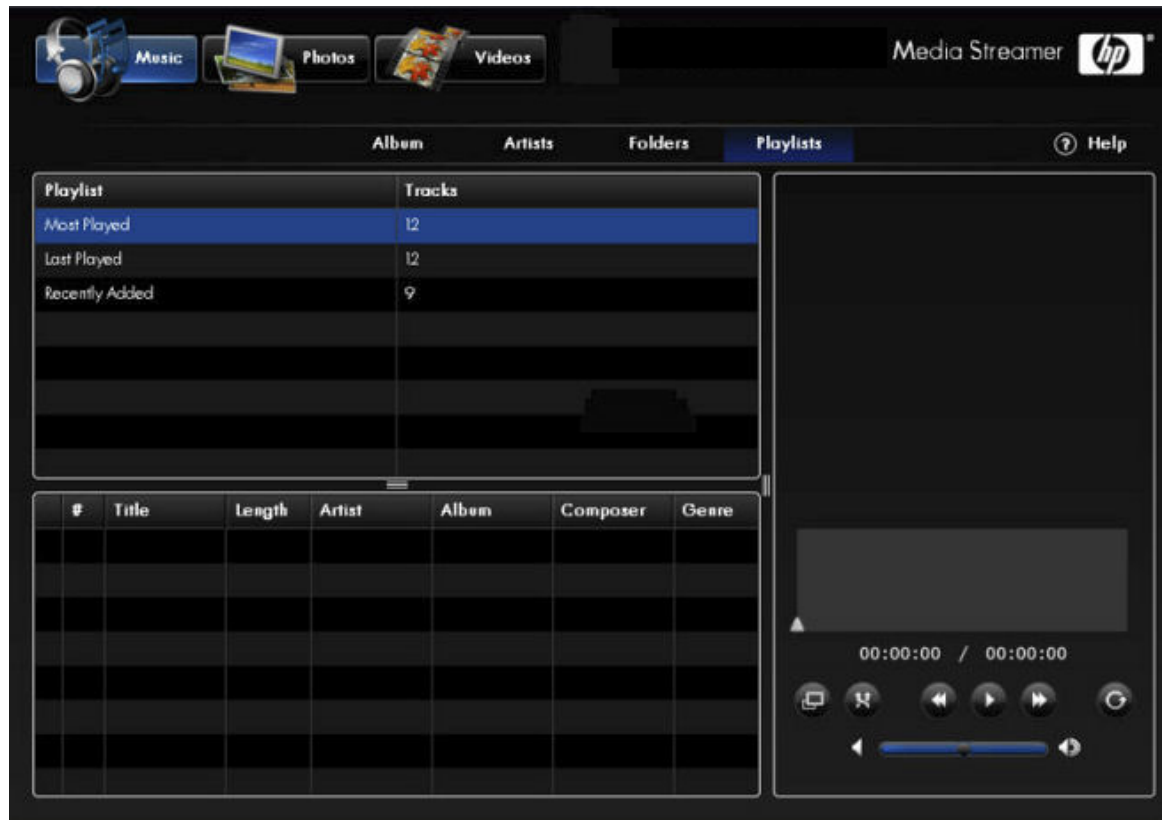 Music Photos Videos Media Streamer hp
Album Artists Folders Playlists ? Help
Playlist Tracks
Most Played 12
Last Played 12
Recently Added 9
# Title Length Artist Album Composer Genre
00:00:00 / 00:00:00